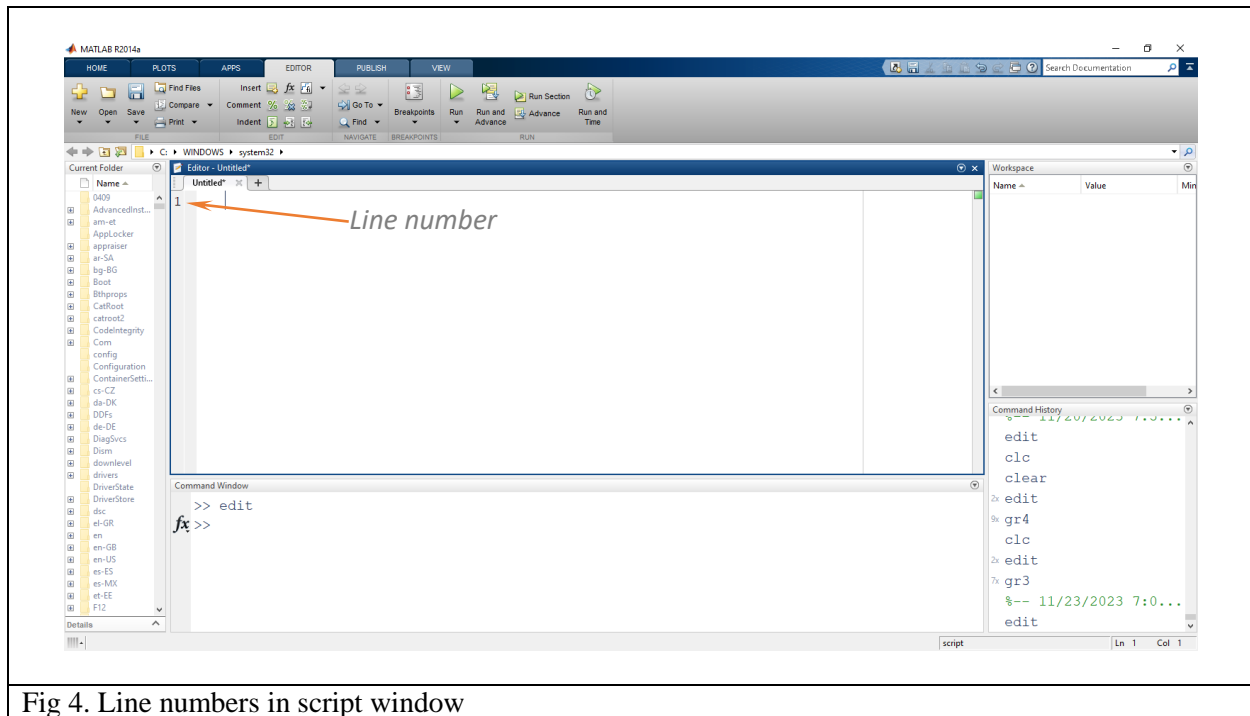 MATLAB R2014a
HOME PLOTS APPS EDITOR PUBLISH VIEW
Search Documentation
New Open Save
Find Files
Compare
Print
Insert fx
Comment
Indent
Go To
Find
Breakpoints
Run
Run and Advance
Run Section
Advance
Run and Time
FILE EDIT NAVIGATE BREAKPOINTS RUN
C: WINDOWS system32
Current Folder
Name
0409
AdvancedInst...
am-et
AppLocker
appraiser
ar-SA
bg-BG
Boot
Bthprops
CatRoot
catroot2
CodeIntegrity
Com
config
Configuration
ContainerSetti...
cs-CZ
da-DK
DDFs
de-DE
DiagSvcs
Dism
downlevel
drivers
DriverState
DriverStore
dsc
el-GR
en
en-GB
en-US
es-ES
es-MX
et-EE
F12
Details
Editor - Untitled*
Untitled*
1
Line number
Command Window
>> edit
fx >>
Workspace
Name Value Min
Command History
%-- 11/20/2023 7:5...
edit
clc
clear
2x edit
9x gr4
clc
2x edit
7x gr3
%-- 11/23/2023 7:0...
edit
script Ln 1 Col 1
Fig 4. Line numbers in script window